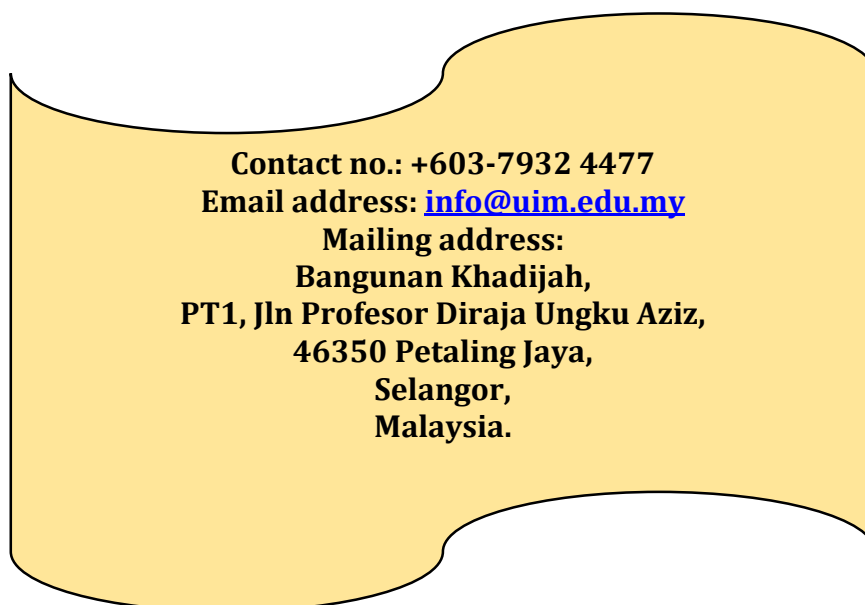 Contact no.: +603-7932 4477
Email address: info@uim.edu.my
Mailing address:
Bangunan Khadijah,
PT1, Jln Profesor Diraja Ungku Aziz,
46350 Petaling Jaya,
Selangor,
Malaysia.